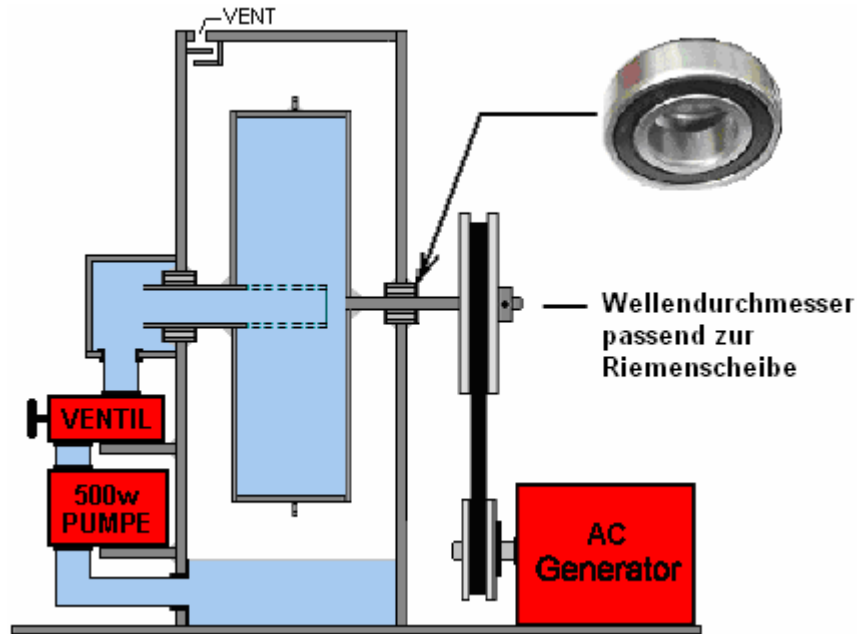 VENT
Wellendurchmesser
passend zur
Riemenscheibe
VENTIL
500w
PUMPE
AC
Generator